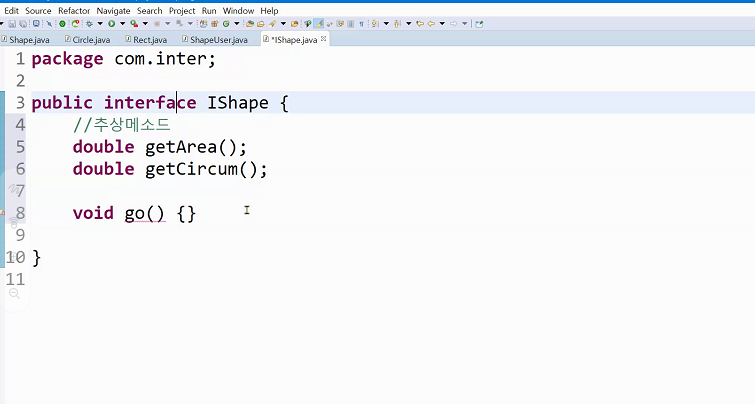 Edit Source Refactor Navigate Search Project Run Window Help
Shape.java Circle.java Rect.java ShapeUser.java *IShape.java
1 package com.inter;
2
3 public interface IShape {
4 //추상메소드
5 double getArea();
6 double getCircum();
7
8 void go() {}
9
10 }
11